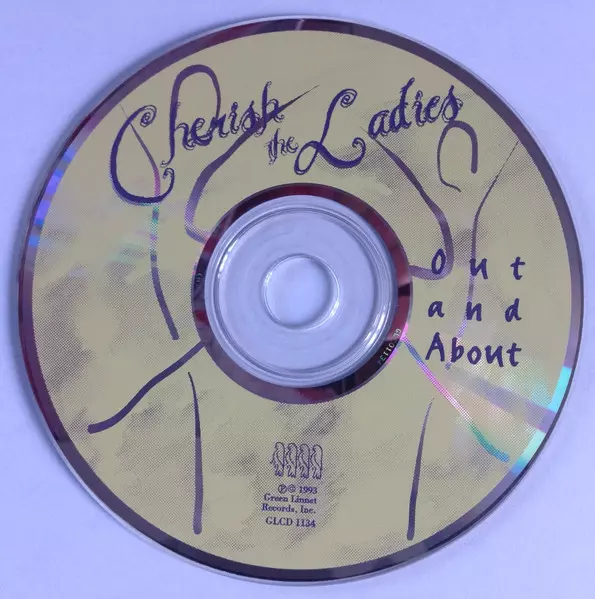 Cherish
the Ladies
Out
and
About
℗© 1993
Green Linnet
Records, Inc.
GLCD 1134